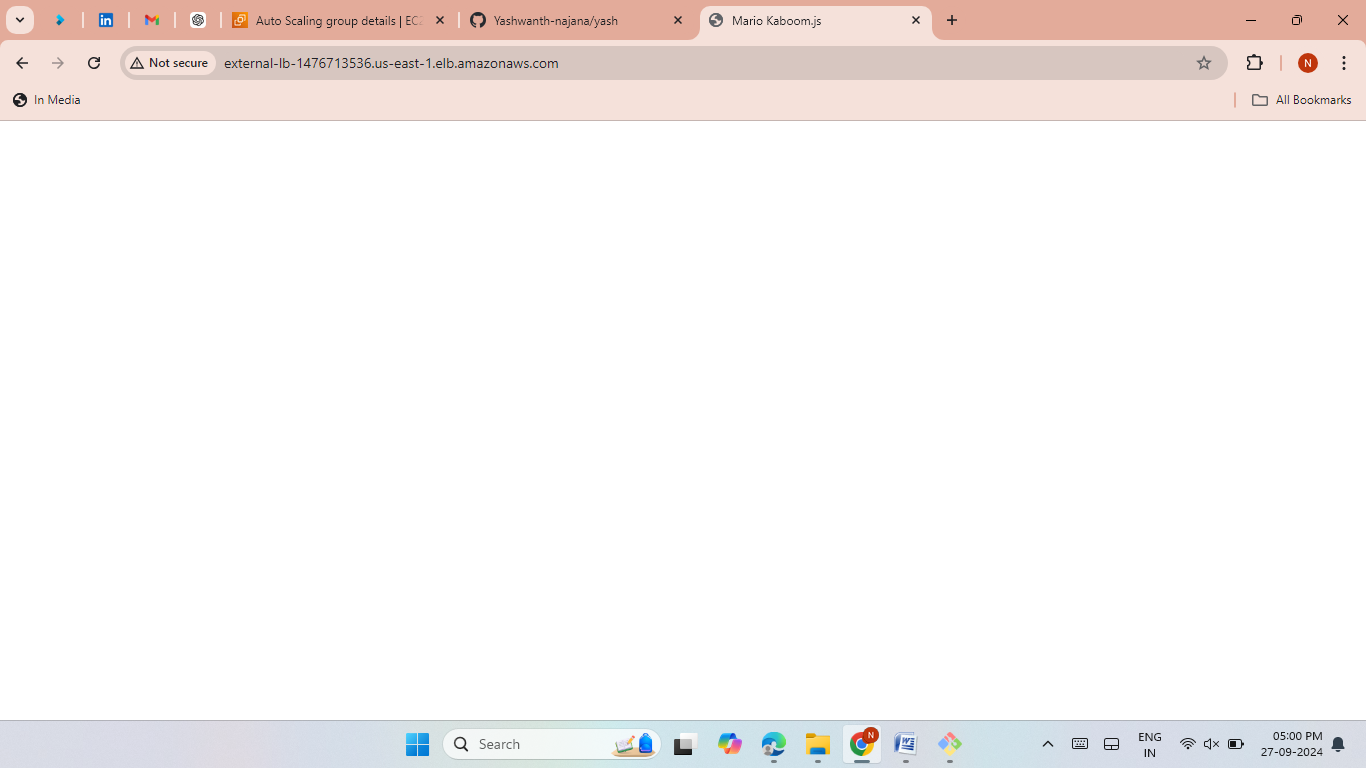 Auto Scaling group details | EC2
Yashwanth-najana/yash
Mario Kaboom.js
Not secure
external-lb-1476713536.us-east-1.elb.amazonaws.com
N
In Media
All Bookmarks
Search
N
ENG
IN
05:00 PM
27-09-2024